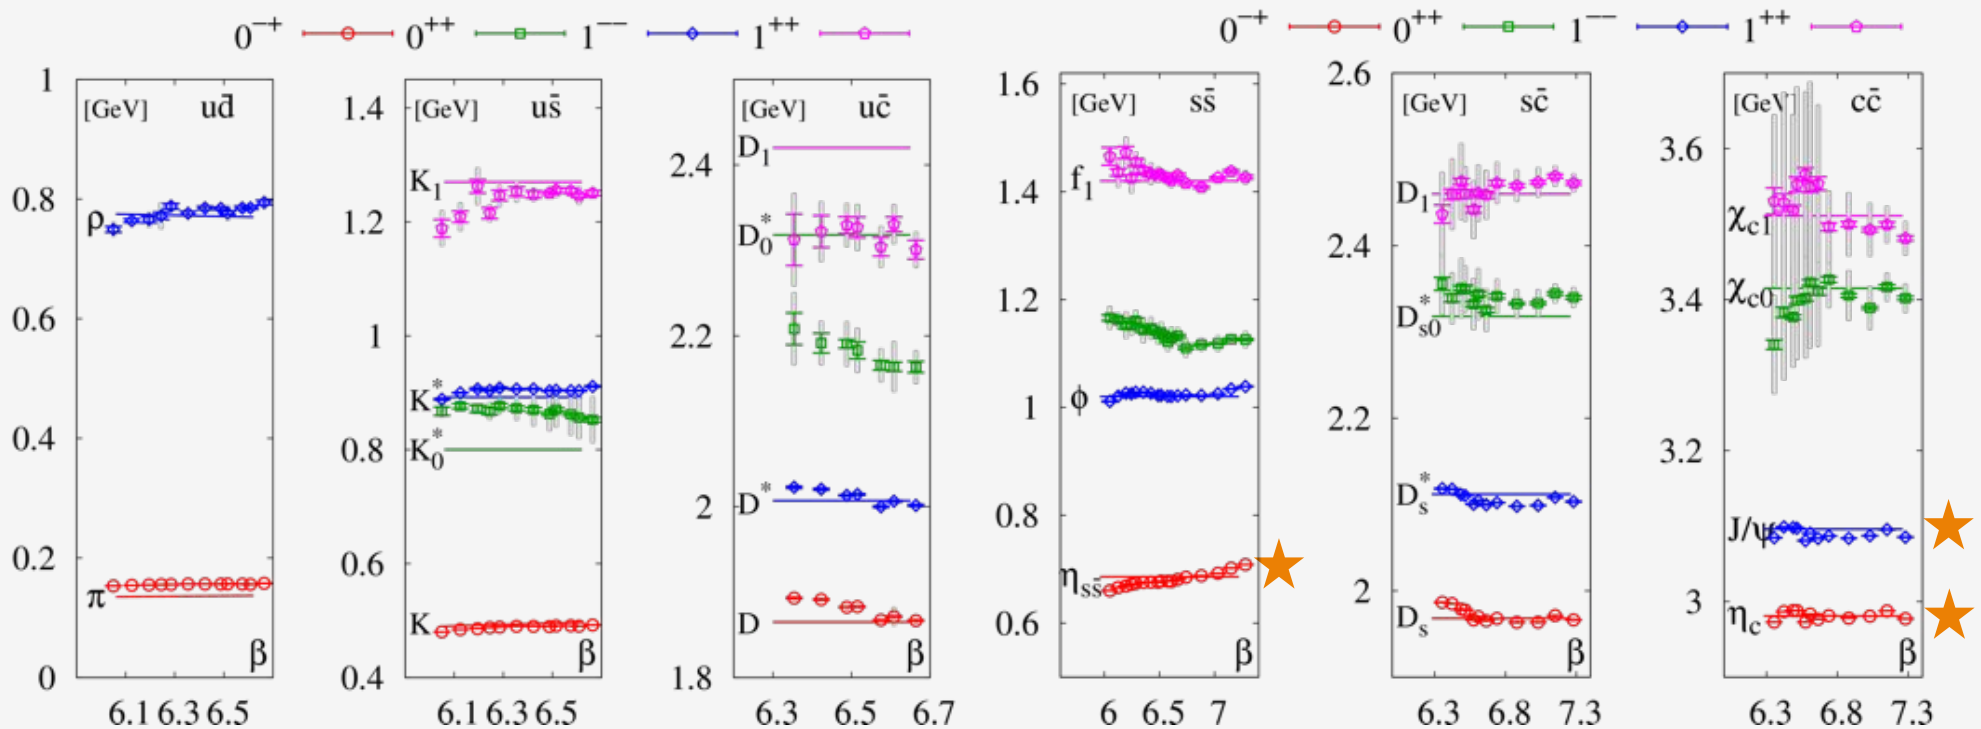 0⁻⁺ 0⁺⁺ 1⁻⁻ 1⁺⁺
[GeV] ud̄
1
0.8
0.6
0.4
0.2
0
ρ
π
β
6.1 6.3 6.5
[GeV] us̄
1.4
1.2
1
0.8
0.6
0.4
K₁
K*
K₀*
K
β
6.1 6.3 6.5
[GeV] uc̄
2.4
2.2
2
1.8
D₁
D₀*
D*
D
β
6.3 6.5 6.7
0⁻⁺ 0⁺⁺ 1⁻⁻ 1⁺⁺
[GeV] ss̄
1.6
1.4
1.2
1
0.8
0.6
f₁
ϕ
ηss̄
β
6 6.5 7
[GeV] sc̄
2.6
2.4
2.2
2
D₁
Ds0*
Ds*
Ds
β
6.3 6.8 7.3
[GeV] cc̄
3.6
3.4
3.2
3
χc1
χc0
J/ψ
ηc
β
6.3 6.8 7.3